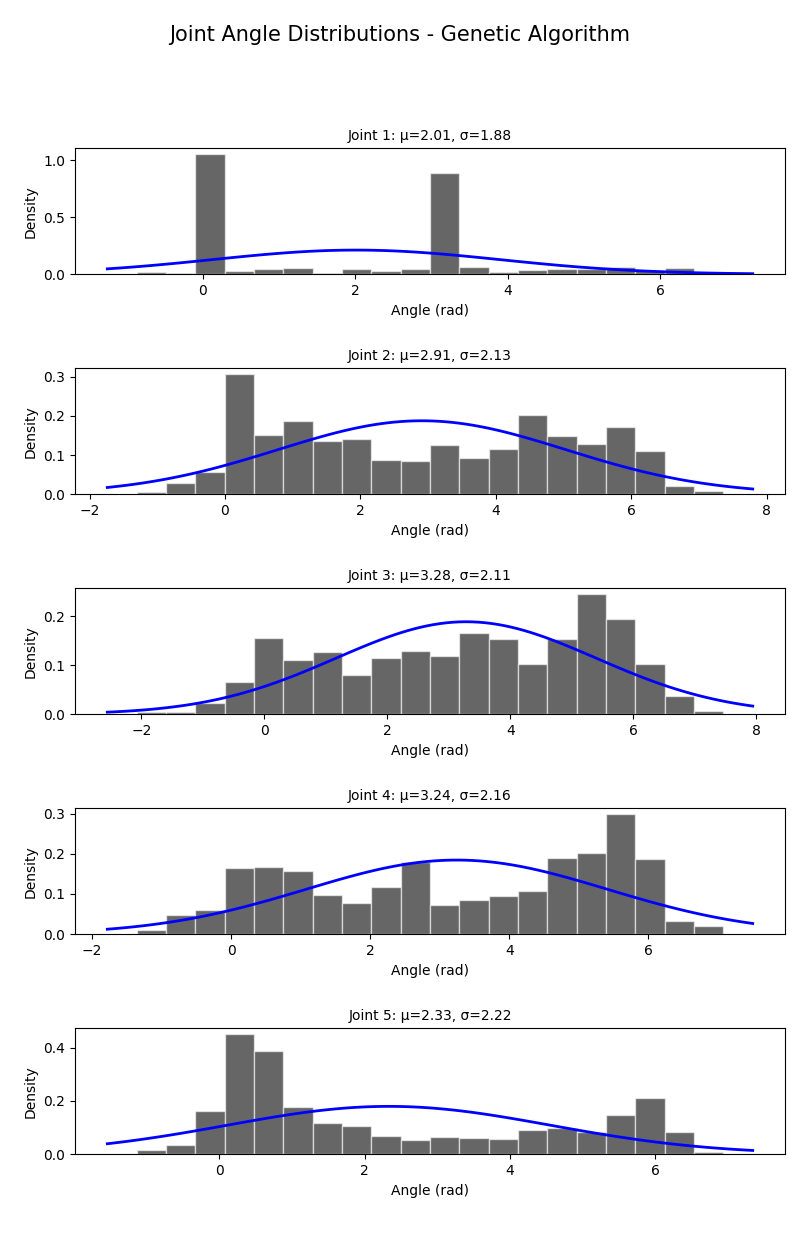 Joint Angle Distributions - Genetic Algorithm
Joint 1: μ=2.01, σ=1.88
1.0
0.5
0.0
Density
0 2 4 6
Angle (rad)
Joint 2: μ=2.91, σ=2.13
0.3
0.2
0.1
0.0
Density
−2 0 2 4 6 8
Angle (rad)
Joint 3: μ=3.28, σ=2.11
0.2
0.1
0.0
Density
−2 0 2 4 6 8
Angle (rad)
Joint 4: μ=3.24, σ=2.16
0.3
0.2
0.1
0.0
Density
−2 0 2 4 6
Angle (rad)
Joint 5: μ=2.33, σ=2.22
0.4
0.2
0.0
Density
0 2 4 6
Angle (rad)